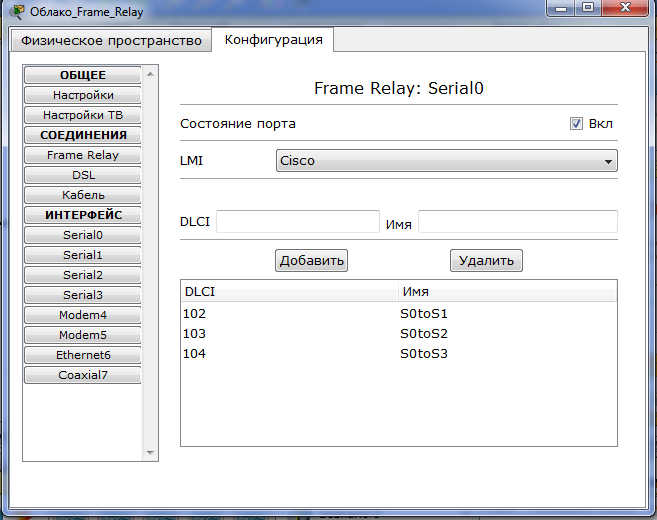 Облако_Frame_Relay
Физическое пространство Конфигурация
ОБЩЕЕ
Настройки
Настройки ТВ
СОЕДИНЕНИЯ
Frame Relay
DSL
Кабель
ИНТЕРФЕЙС
Serial0
Serial1
Serial2
Serial3
Modem4
Modem5
Ethernet6
Coaxial7
Frame Relay: Serial0
Состояние порта Вкл
LMI Cisco
DLCI Имя
Добавить Удалить
DLCI Имя
102 S0toS1
103 S0toS2
104 S0toS3